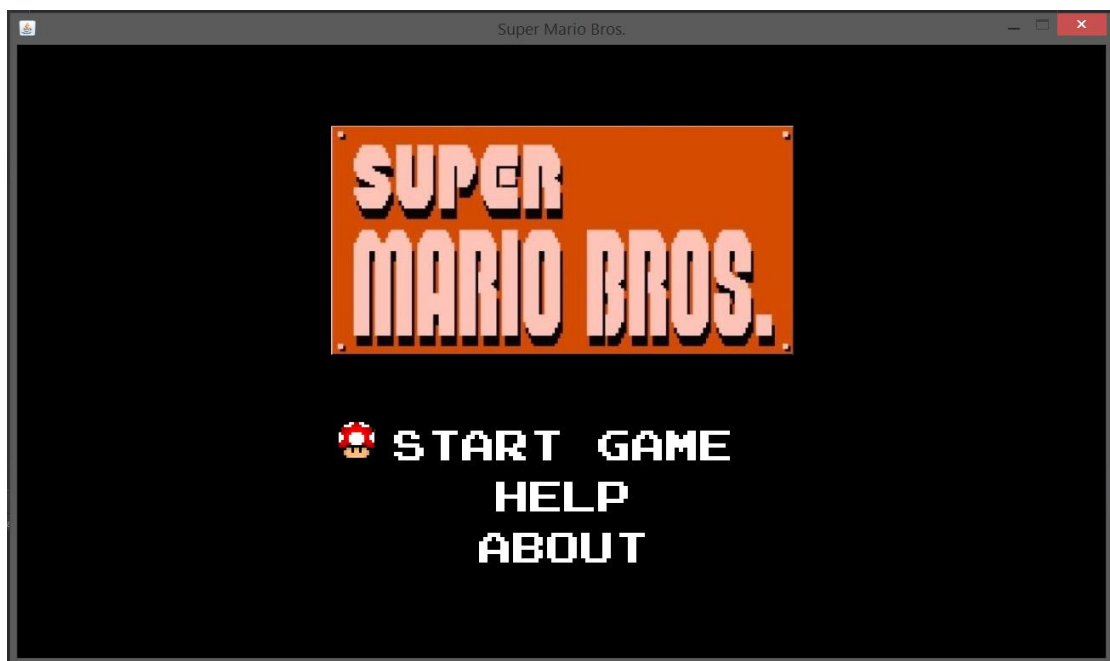 Super Mario Bros.
SUPER
MARIO BROS.
START GAME
HELP
ABOUT